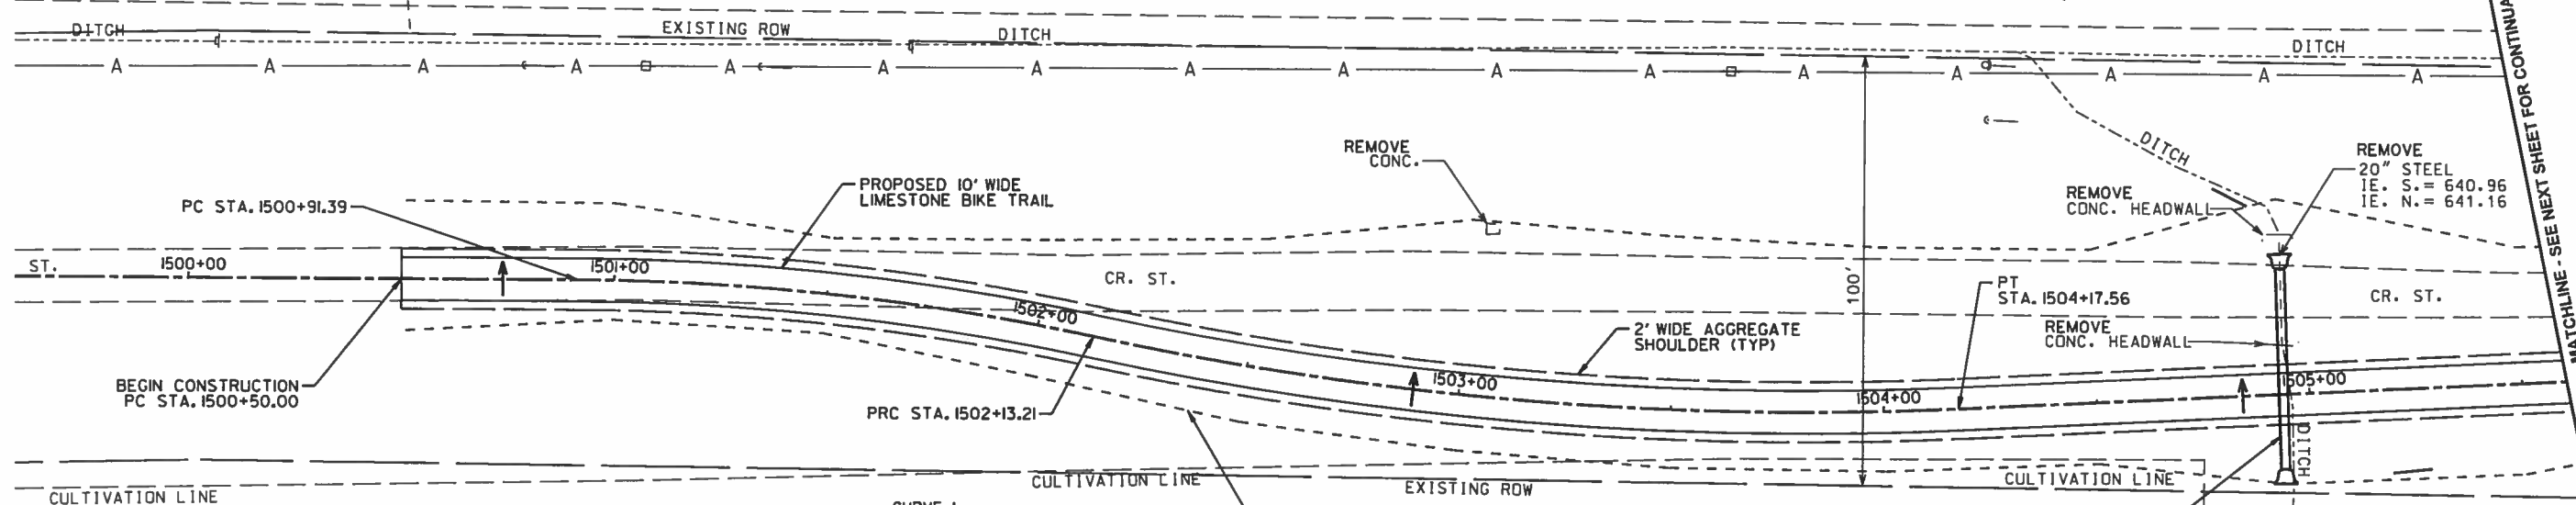 DITCH
EXISTING ROW
DITCH
DITCH
A A A A A A A A A A A A A A A A
MATCHLINE - SEE NEXT SHEET FOR CONTINUA
REMOVE
CONC.
DITCH
REMOVE
20" STEEL
IE. S.= 640.96
IE. N.= 641.16
PROPOSED 10' WIDE
LIMESTONE BIKE TRAIL
PC STA. 1500+91.39
REMOVE
CONC. HEADWALL
ST.
1500+00
1501+00
CR. ST.
100'
PT
STA. 1504+17.56
CR. ST.
1502+00
2' WIDE AGGREGATE
SHOULDER (TYP)
REMOVE
CONC. HEADWALL
BEGIN CONSTRUCTION
PC STA. 1500+50.00
1503+00
1504+00
1505+00
PRC STA. 1502+13.21
DITCH
CULTIVATION LINE
CULTIVATION LINE
EXISTING ROW
CULTIVATION LINE